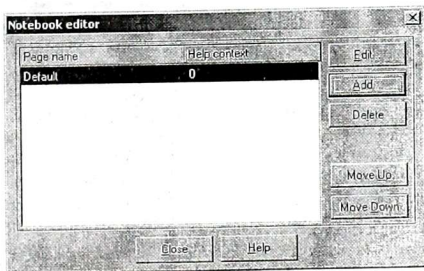 Notebook editor
Page name Help context
Default 0
Edit
Add
Delete
Move Up
Move Down
Close Help